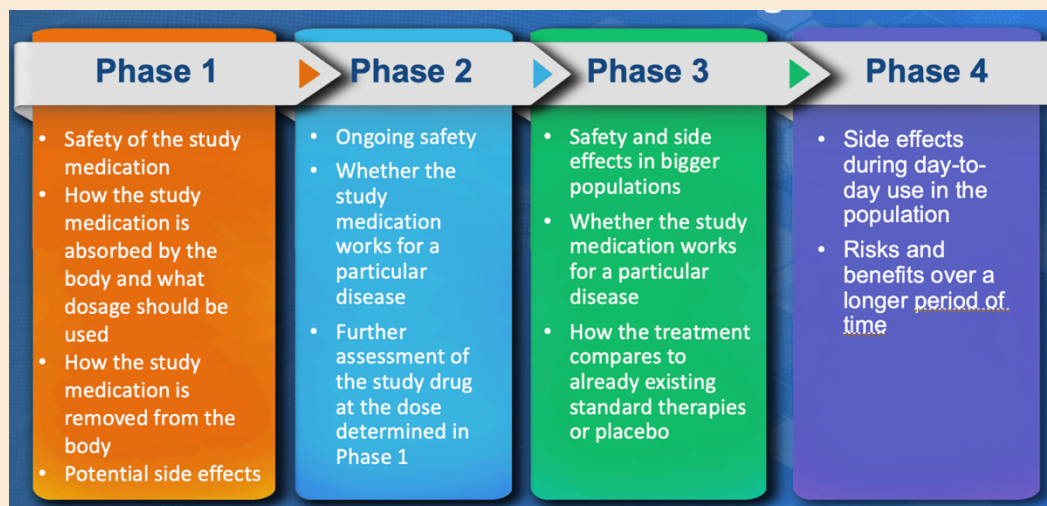 Phase 1
• Safety of the study
medication
• How the study
medication is
absorbed by the
body and what
dosage should be
used
• How the study
medication is
removed from the
body
• Potential side effects
Phase 2
• Ongoing safety
• Whether the
study
medication
works for a
particular
disease
• Further
assessment of
the study drug
at the dose
determined in
Phase 1
Phase 3
• Safety and side
effects in bigger
populations
• Whether the study
medication works
for a particular
disease
• How the treatment
compares to
already existing
standard therapies
or placebo
Phase 4
• Side effects
during day-to-
day use in the
population
• Risks and
benefits over a
longer period of
time